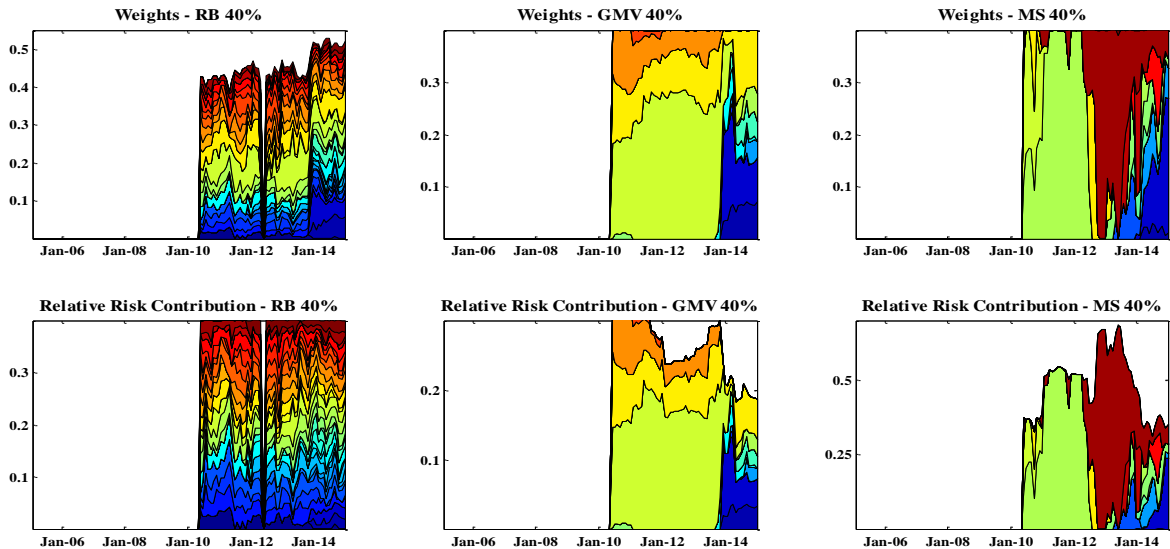 Weights - RB 40%
0.5
0.4
0.3
0.2
0.1
Jan-06 Jan-08 Jan-10 Jan-12 Jan-14
Weights - GMV 40%
0.3
0.2
0.1
Jan-06 Jan-08 Jan-10 Jan-12 Jan-14
Weights - MS 40%
0.3
0.2
0.1
Jan-06 Jan-08 Jan-10 Jan-12 Jan-14
Relative Risk Contribution - RB 40%
0.3
0.2
0.1
Jan-06 Jan-08 Jan-10 Jan-12 Jan-14
Relative Risk Contribution - GMV 40%
0.2
0.1
Jan-06 Jan-08 Jan-10 Jan-12 Jan-14
Relative Risk Contribution - MS 40%
0.5
0.25
Jan-06 Jan-08 Jan-10 Jan-12 Jan-14